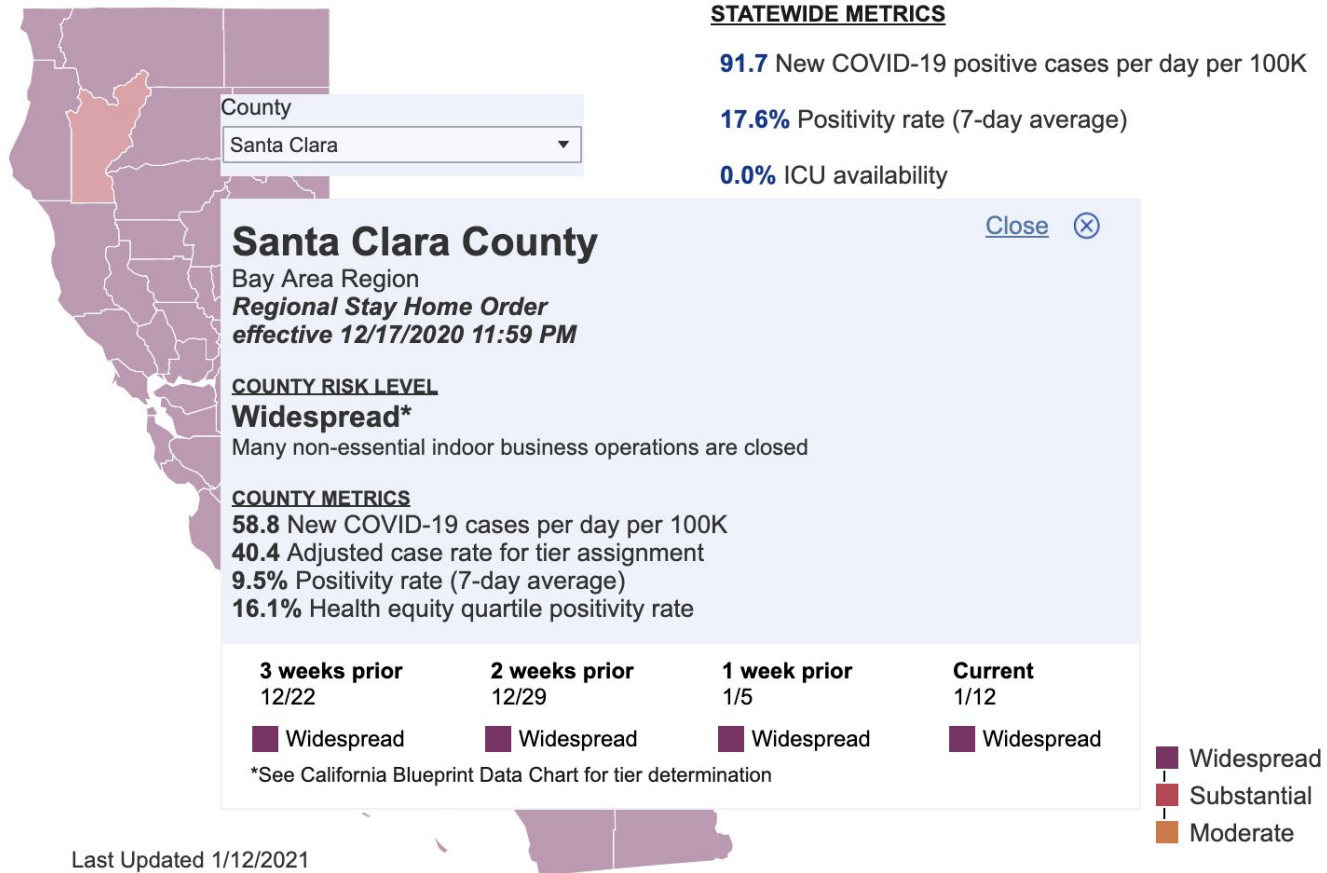 STATEWIDE METRICS
91.7 New COVID-19 positive cases per day per 100K
17.6% Positivity rate (7-day average)
0.0% ICU availability
County
Santa Clara
Close
Santa Clara County
Bay Area Region
Regional Stay Home Order
effective 12/17/2020 11:59 PM
COUNTY RISK LEVEL
Widespread*
Many non-essential indoor business operations are closed
COUNTY METRICS
58.8 New COVID-19 cases per day per 100K
40.4 Adjusted case rate for tier assignment
9.5% Positivity rate (7-day average)
16.1% Health equity quartile positivity rate
3 weeks prior 2 weeks prior 1 week prior Current
12/22 12/29 1/5 1/12
Widespread Widespread Widespread Widespread
*See California Blueprint Data Chart for tier determination
Widespread
Substantial
Moderate
Last Updated 1/12/2021